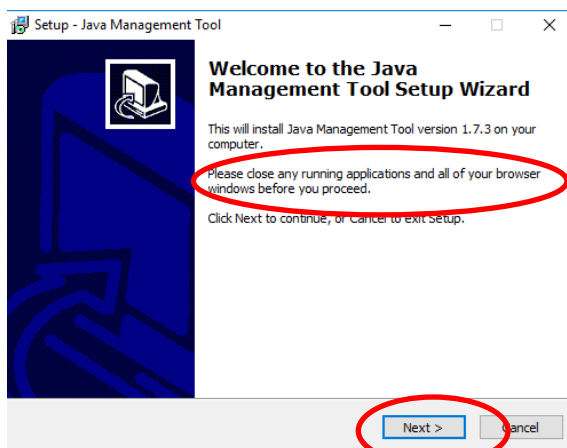 Setup - Java Management Tool
Welcome to the Java
Management Tool Setup Wizard
This will install Java Management Tool version 1.7.3 on your
computer.
Please close any running applications and all of your browser
windows before you proceed.
Click Next to continue, or Cancel to exit Setup.
Next >
Cancel